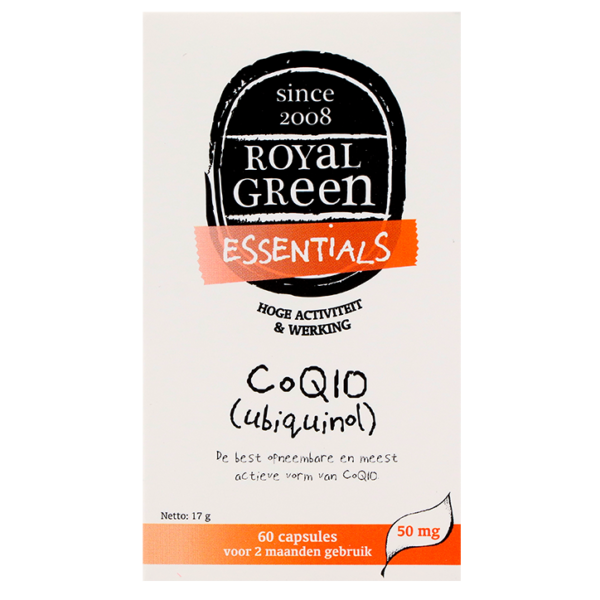 since
2008
ROYaL
GReen
ESSENTiALS
HOGE ACTIVITEIT
& WERKING
CoQ10
(ubiquinol)
De best opneembare en meest
actieve vorm van CoQ10
Netto: 17 g
60 capsules
voor 2 maanden gebruik
50 mg